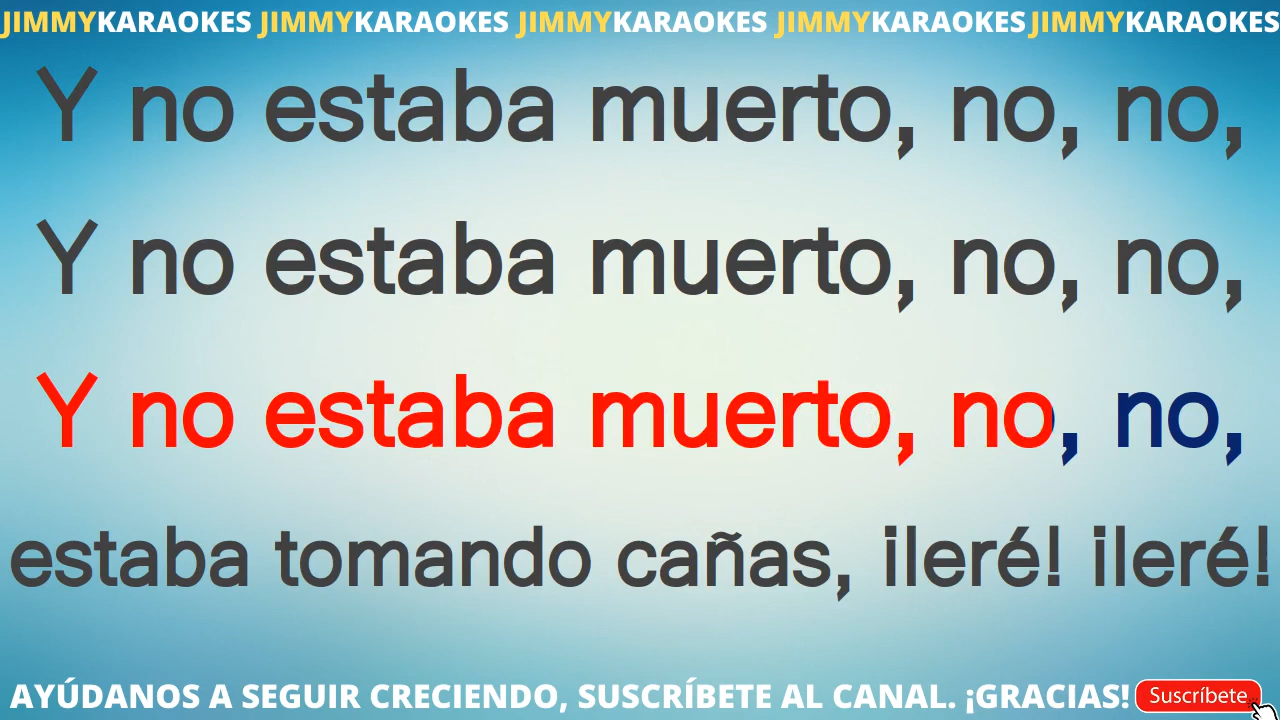 JIMMYKARAOKES JIMMYKARAOKES JIMMYKARAOKES JIMMYKARAOKES JIMMYKARAOKES
Y no estaba muerto, no, no,
Y no estaba muerto, no, no,
Y no estaba muerto, no, no,
estaba tomando cañas, ¡leré! ¡leré!
AYÚDANOS A SEGUIR CRECIENDO, SUSCRÍBETE AL CANAL. ¡GRACIAS! Suscríbete